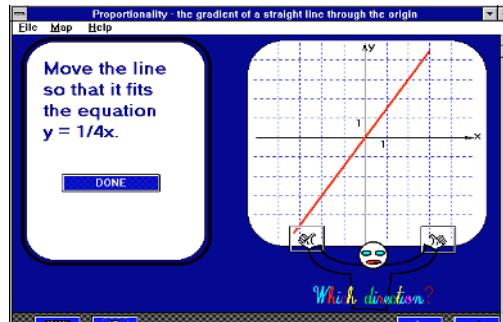 Proportionality - the gradient of a straight line through the origin
File Map Help
Move the line
so that it fits
the equation
y = 1/4x.
DONE
y
1
x
1
Which direction?